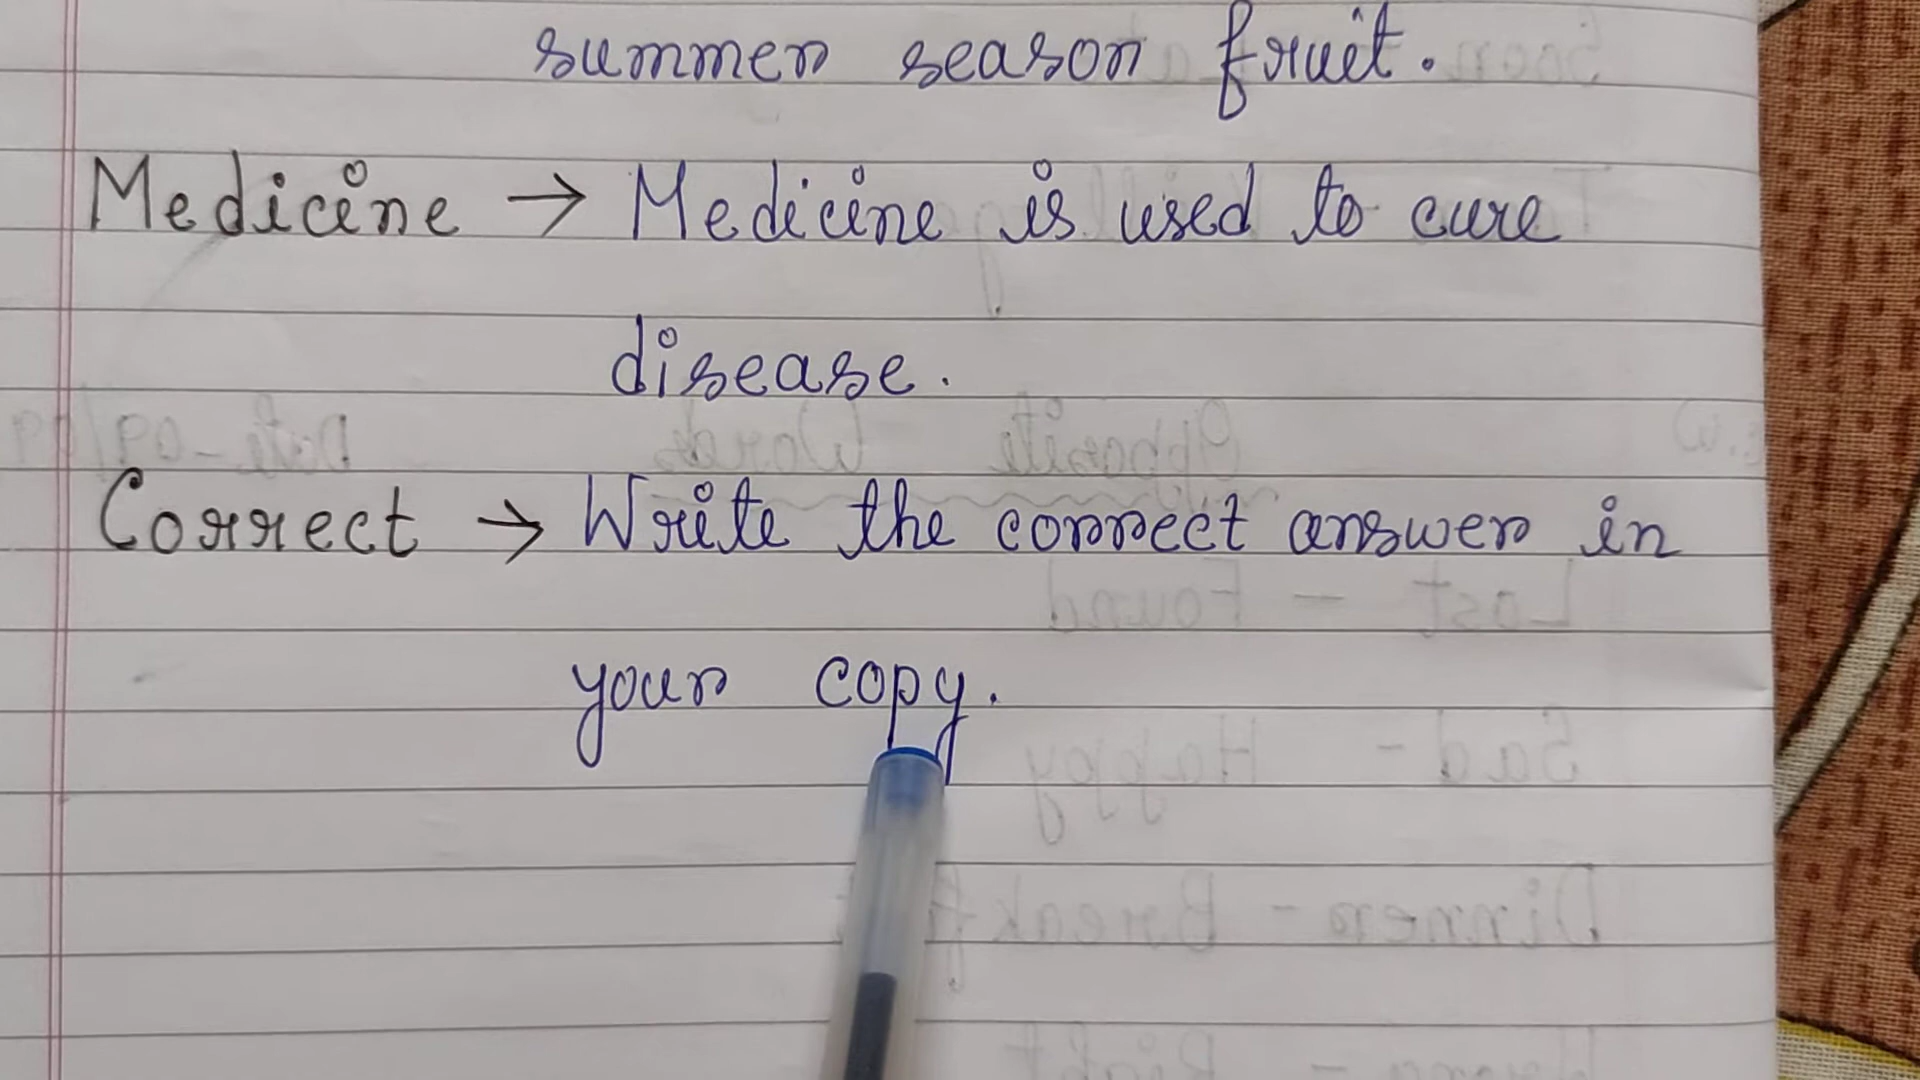 summer season fruit.
Medicine → Medicine is used to cure
disease.
Correct → Write the correct answer in
your copy.